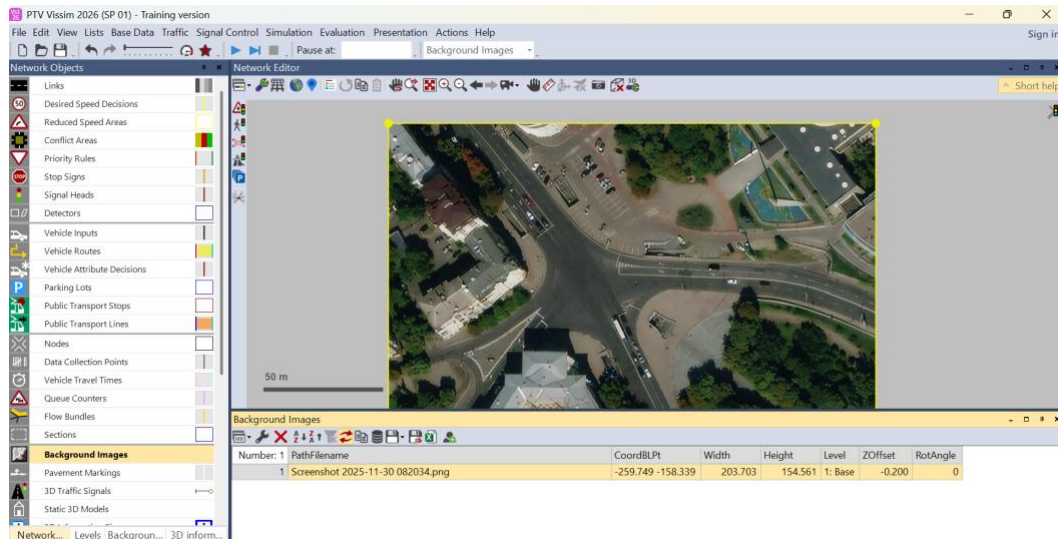 PTV Vissim 2026 (SP 01) - Training version
File Edit View Lists Base Data Traffic Signal Control Simulation Evaluation Presentation Actions Help
Sign in
Pause at:
Background Images
Network Objects
Links
50 Desired Speed Decisions
Reduced Speed Areas
Conflict Areas
Priority Rules
STOP Stop Signs
Signal Heads
Detectors
Vehicle Inputs
Vehicle Routes
Vehicle Attribute Decisions
P Parking Lots
Public Transport Stops
Public Transport Lines
Nodes
Data Collection Points
Vehicle Travel Times
Queue Counters
Flow Bundles
Sections
Background Images
Pavement Markings
3D Traffic Signals
Static 3D Models
Network... Levels Backgroun... 3D inform...
Network Editor
Short help
50 m
Background Images
Number: 1 PathFilename CoordBLPt Width Height Level ZOffset RotAngle
1 Screenshot 2025-11-30 082034.png -259.749 -158.339 203.703 154.561 1: Base -0.200 0